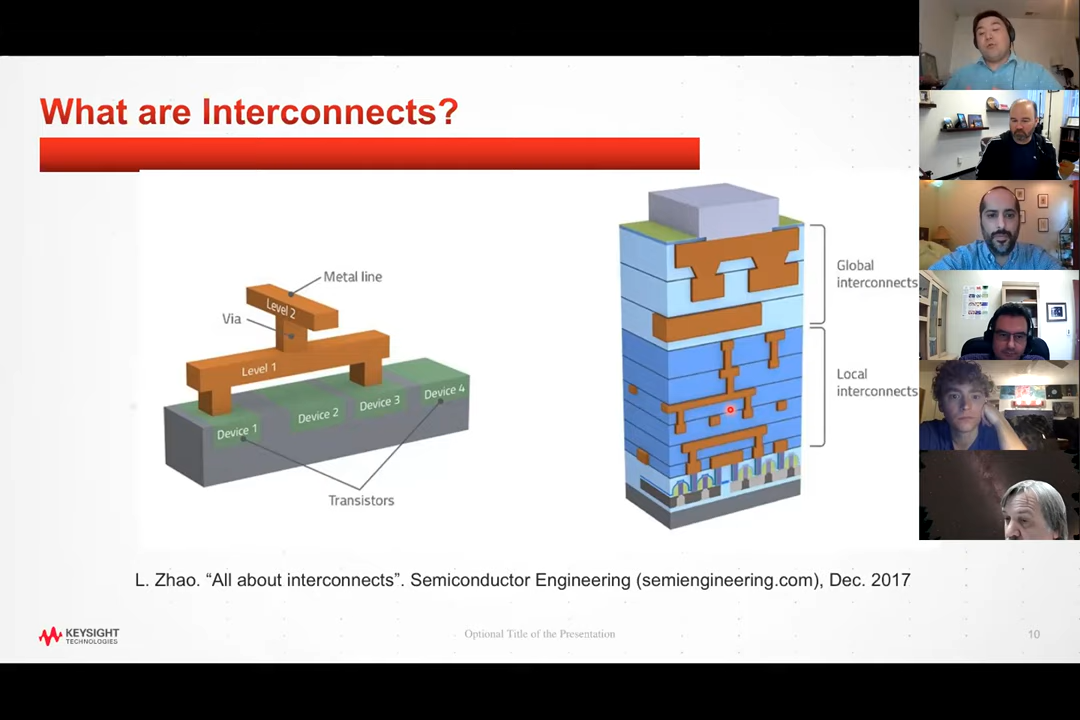 What are Interconnects?
Metal line
Level 2
Via
Level 1
Device 1
Device 2
Device 3
Device 4
Transistors
Global
interconnects
Local
interconnects
L. Zhao. “All about interconnects”. Semiconductor Engineering (semiengineering.com), Dec. 2017
KEYSIGHT
TECHNOLOGIES
Optional Title of the Presentation
10